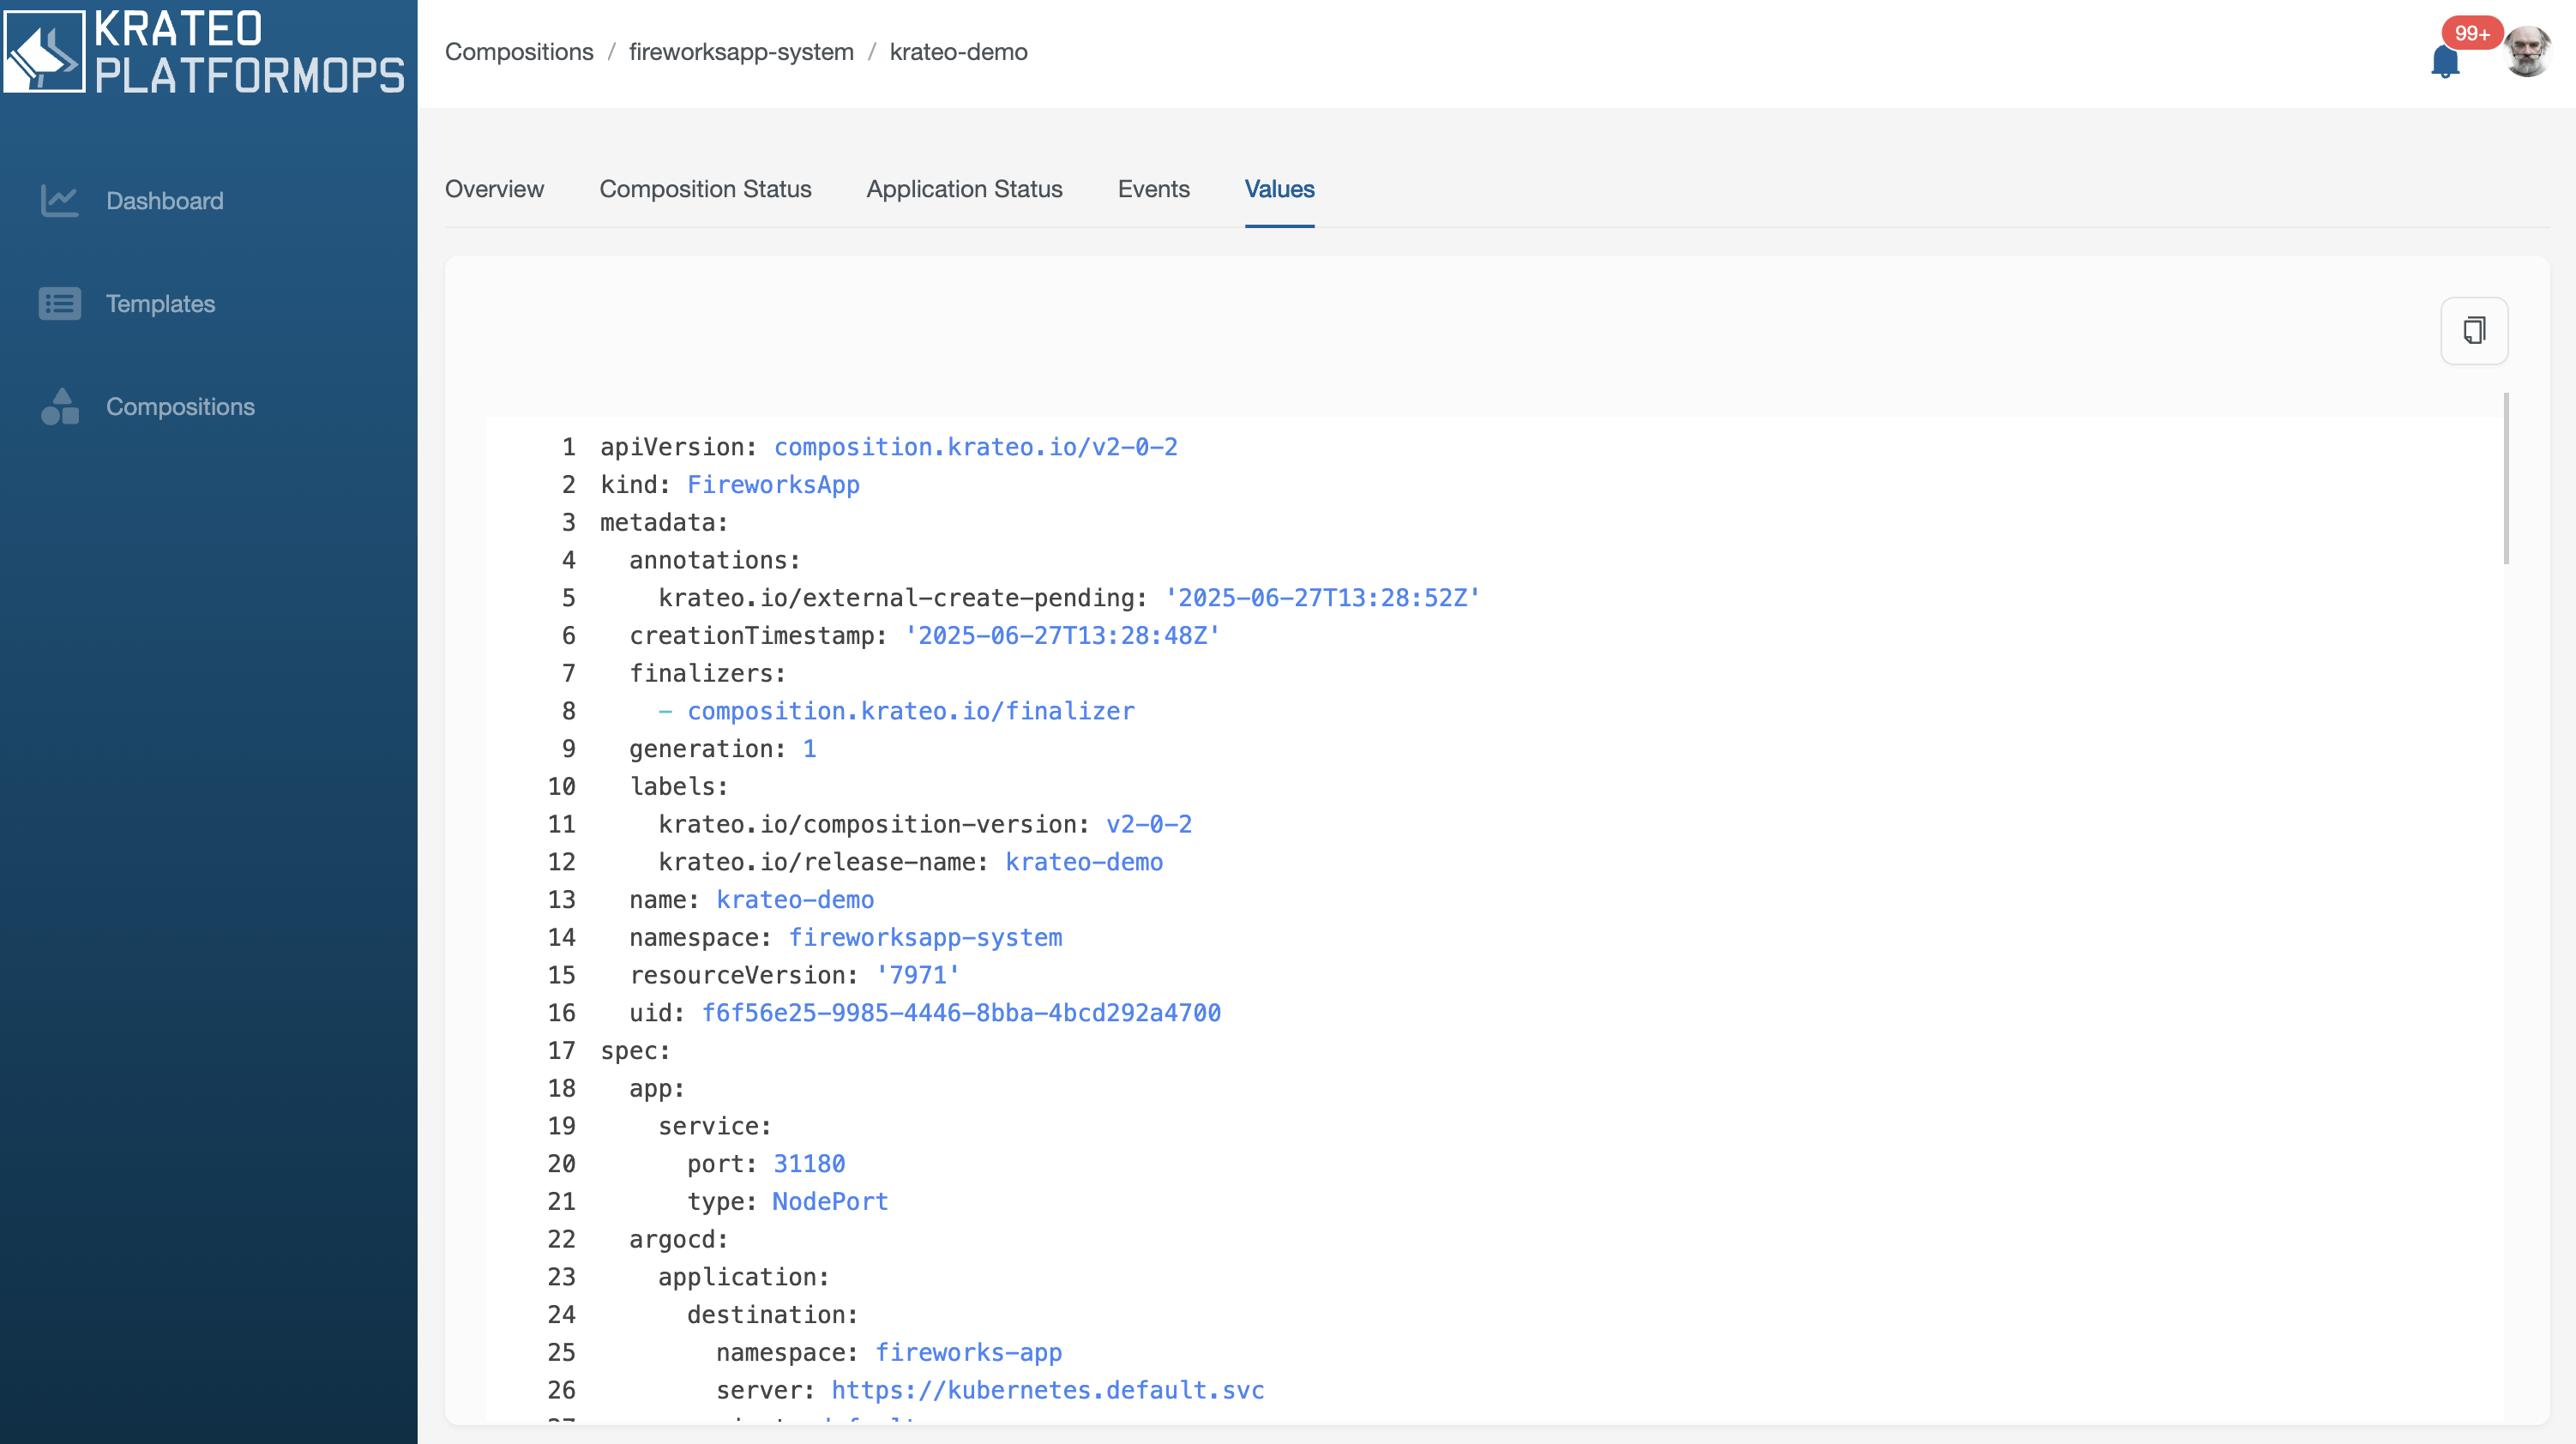 KRATEO
PLATFORMOPS
Compositions / fireworksapp-system / krateo-demo
99+
Dashboard
Templates
Compositions
Overview Composition Status Application Status Events Values
1 apiVersion: composition.krateo.io/v2-0-2
2 kind: FireworksApp
3 metadata:
4 annotations:
5 krateo.io/external-create-pending: '2025-06-27T13:28:52Z'
6 creationTimestamp: '2025-06-27T13:28:48Z'
7 finalizers:
8 - composition.krateo.io/finalizer
9 generation: 1
10 labels:
11 krateo.io/composition-version: v2-0-2
12 krateo.io/release-name: krateo-demo
13 name: krateo-demo
14 namespace: fireworksapp-system
15 resourceVersion: '7971'
16 uid: f6f56e25-9985-4446-8bba-4bcd292a4700
17 spec:
18 app:
19 service:
20 port: 31180
21 type: NodePort
22 argocd:
23 application:
24 destination:
25 namespace: fireworks-app
26 server: https://kubernetes.default.svc